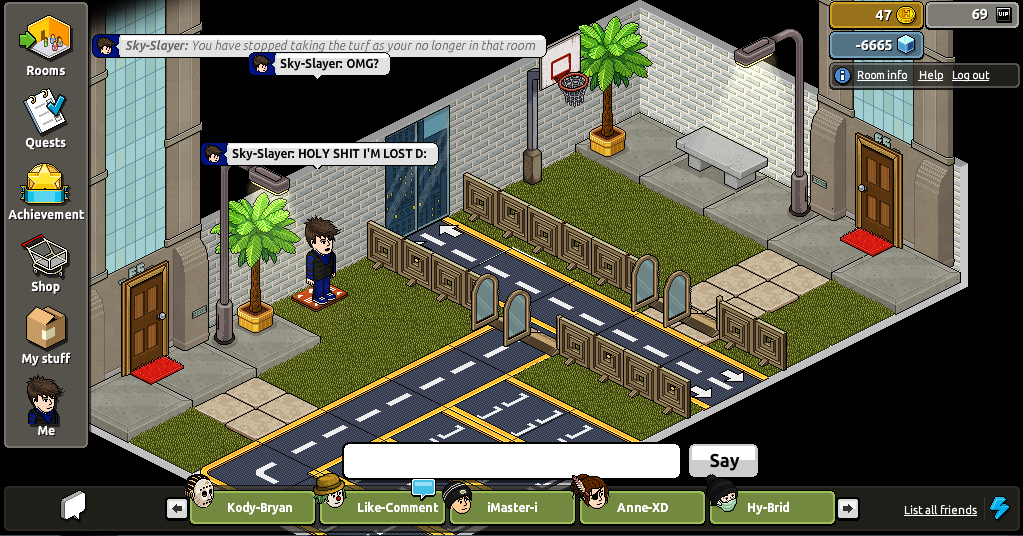 Rooms
Quests
Achievement
Shop
My stuff
Me
Sky-Slayer: You have stopped taking the turf as your no longer in that room
Sky-Slayer: OMG?
Sky-Slayer: HOLY SHIT I'M LOST D:
47
69 VIP
-6665
Room info Help Log out
Say
Kody-Bryan
Like-Comment
iMaster-i
Anne-XD
Hy-Brid
List all friends